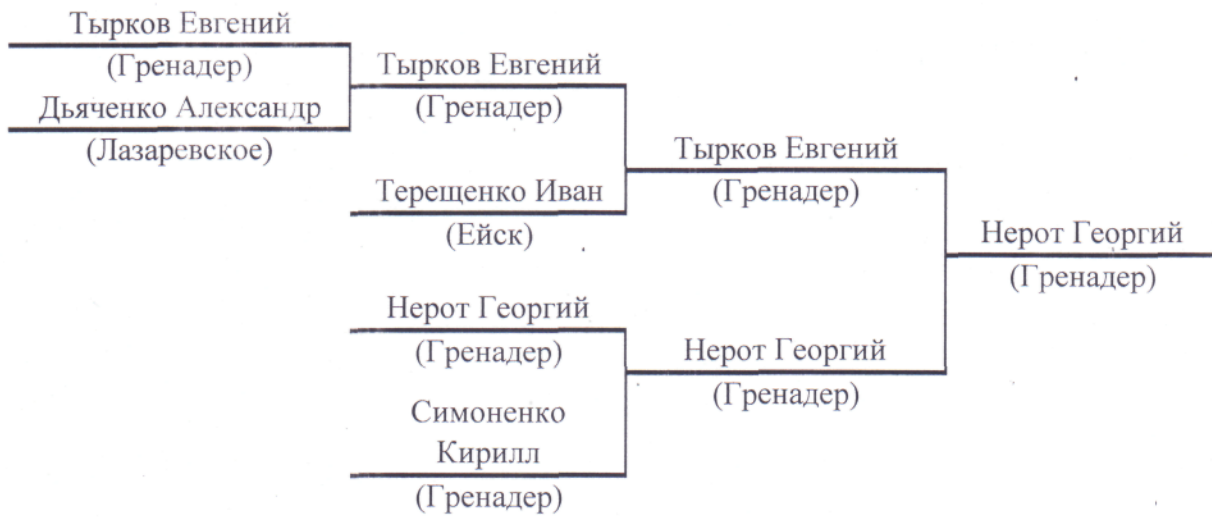 Тырков Евгений
(Гренадер)
Дьяченко Александр
(Лазаревское)
Тырков Евгений
(Гренадер)
Терещенко Иван
(Ейск)
Нерот Георгий
(Гренадер)
Симоненко
Кирилл
(Гренадер)
Тырков Евгений
(Гренадер)
Нерот Георгий
(Гренадер)
Нерот Георгий
(Гренадер)